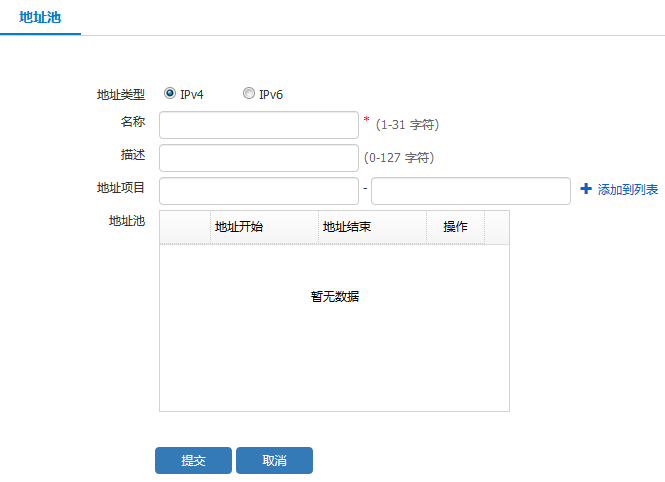 地址池
地址类型 IPv4 IPv6
名称 * (1-31 字符)
描述 (0-127 字符)
地址项目 - 添加到列表
地址池 地址开始 地址结束 操作
暂无数据
提交 取消